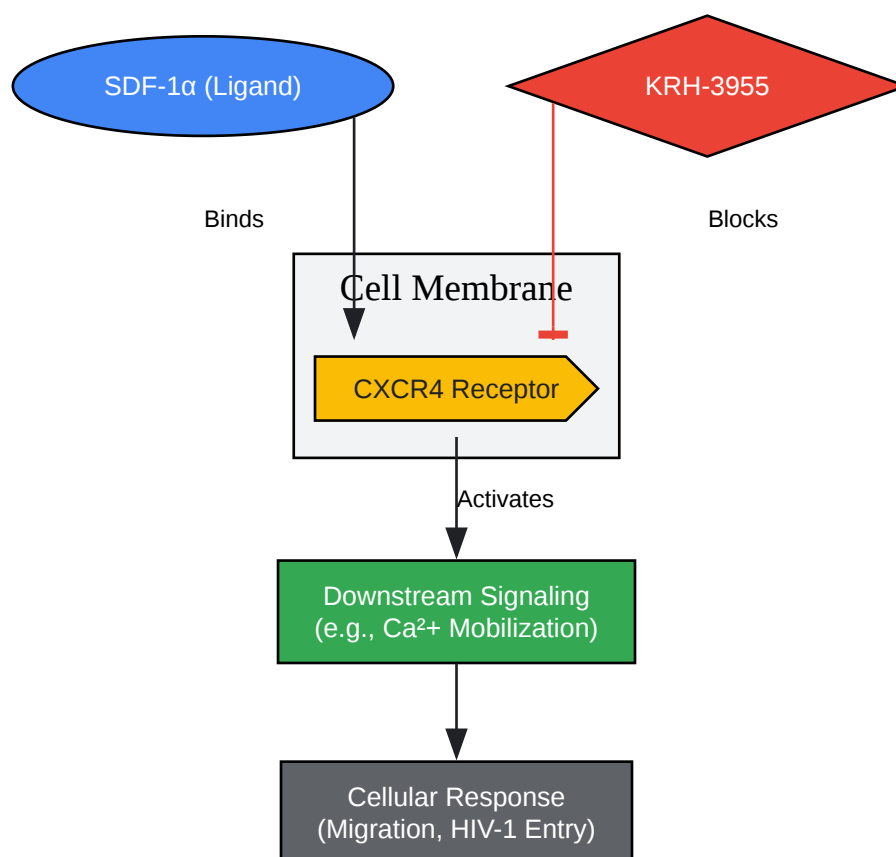 SDF-1α (Ligand)
KRH-3955
Binds
Blocks
Cell Membrane
CXCR4 Receptor
Activates
Downstream Signaling
(e.g., Ca²+ Mobilization)
Cellular Response
(Migration, HIV-1 Entry)